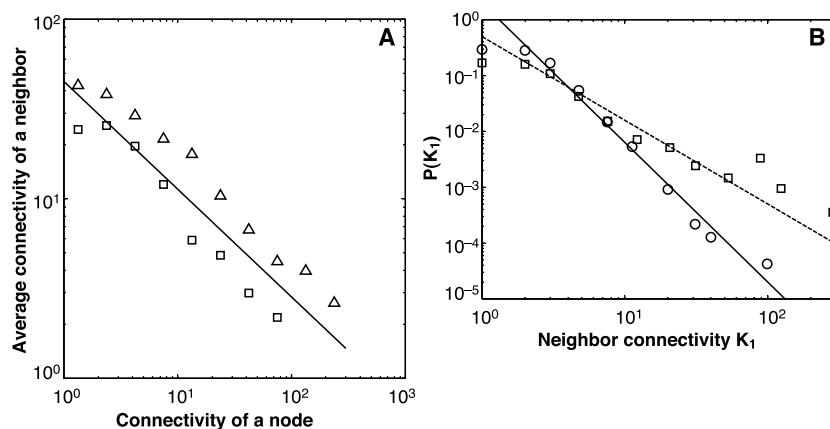 A
10²
10¹
10⁰
10⁰ 10¹ 10² 10³
Average connectivity of a neighbor
Connectivity of a node
B
10⁰
10⁻¹
10⁻²
10⁻³
10⁻⁴
10⁻⁵
10⁰ 10¹ 10²
P(K₁)
Neighbor connectivity K₁